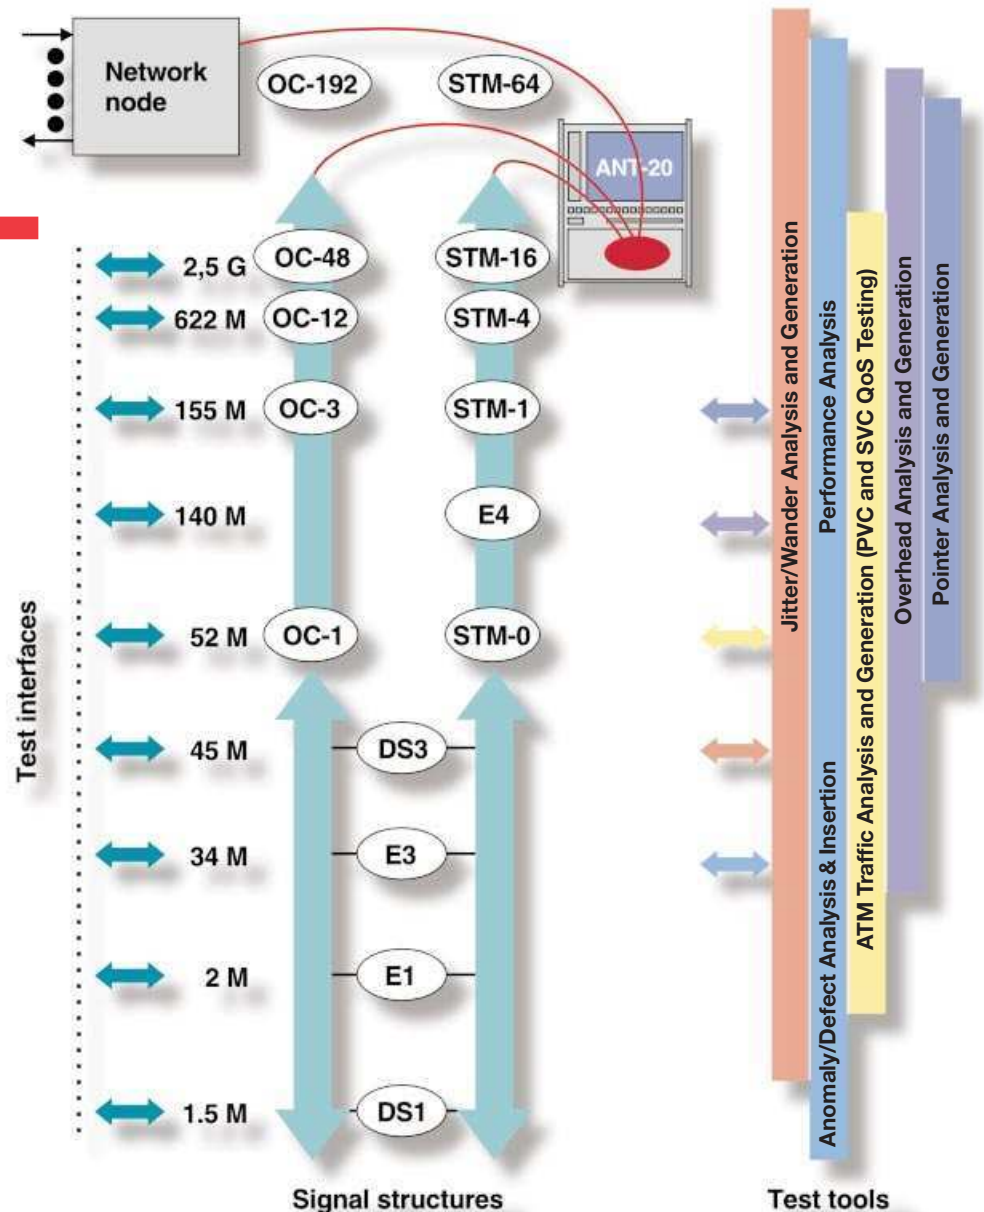 Network
node
OC-192
STM-64
ANT-20
2,5 G
OC-48
STM-16
622 M
OC-12
STM-4
155 M
OC-3
STM-1
140 M
E4
52 M
OC-1
STM-0
45 M
DS3
34 M
E3
2 M
E1
1.5 M
DS1
Test interfaces
Signal structures
Jitter/Wander Analysis and Generation
Performance Analysis
Anomaly/Defect Analysis & Insertion
ATM Traffic Analysis and Generation (PVC and SVC QoS Testing)
Overhead Analysis and Generation
Pointer Analysis and Generation
Test tools